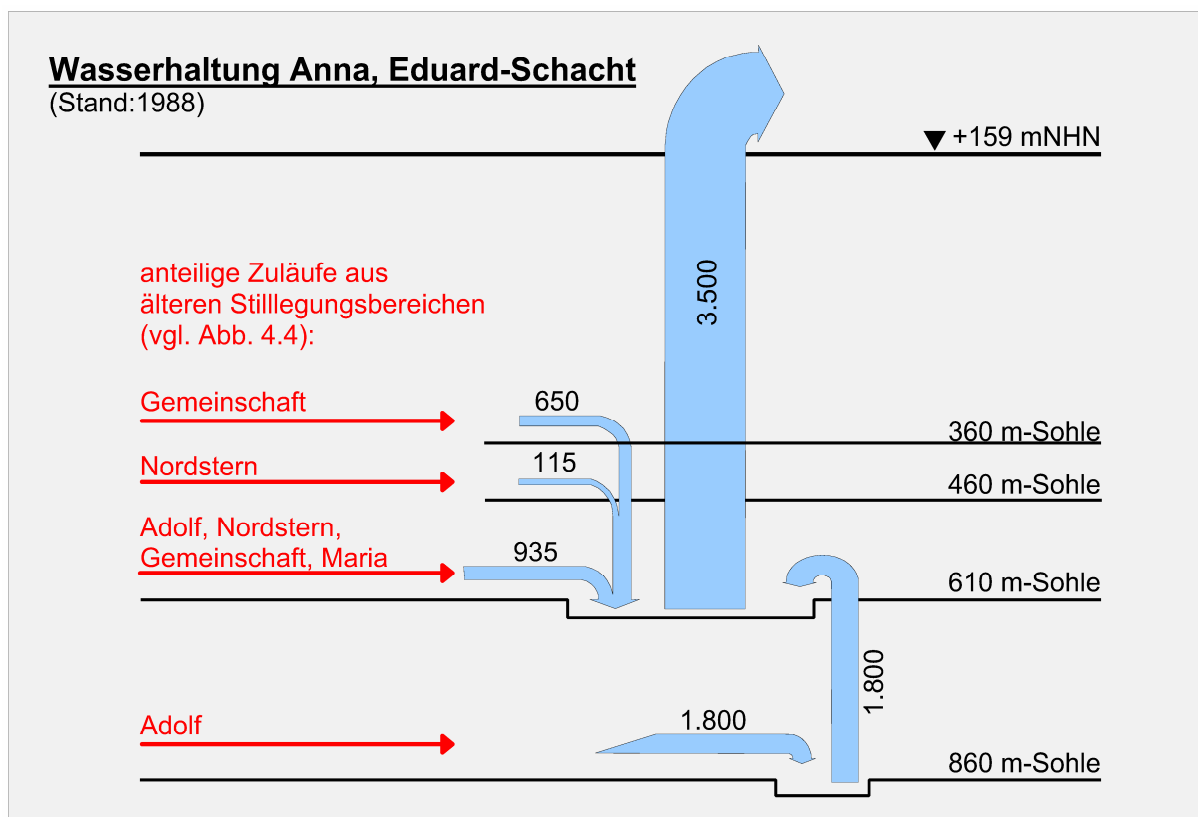 Wasserhaltung Anna, Eduard-Schacht
(Stand:1988)
+159 mNHN
3.500
anteilige Zuläufe aus
älteren Stilllegungsbereichen
(vgl. Abb. 4.4):
Gemeinschaft
650
360 m-Sohle
Nordstern
115
460 m-Sohle
Adolf, Nordstern,
Gemeinschaft, Maria
935
610 m-Sohle
1.800
Adolf
1.800
860 m-Sohle